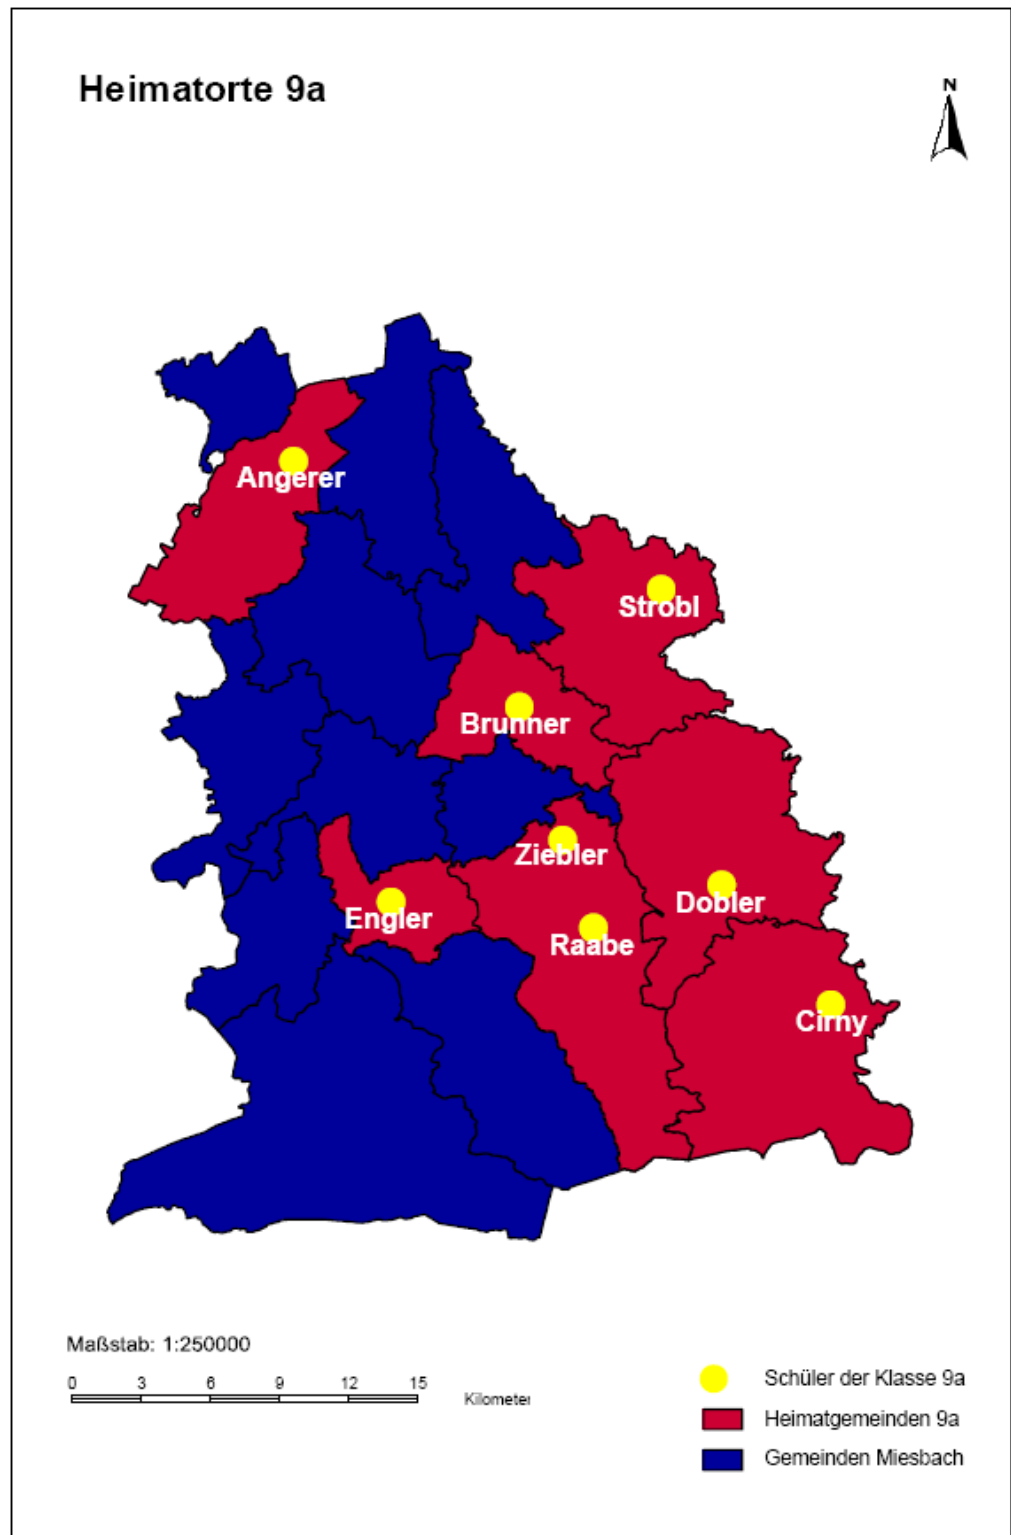 Heimatorte 9a
N
Angerer
Strobl
Brunner
Ziebler
Dobler
Engler
Raabe
Cirny
Maßstab: 1:250000
0 3 6 9 12 15
Kilometer
Schüler der Klasse 9a
Heimatgemeinden 9a
Gemeinden Miesbach